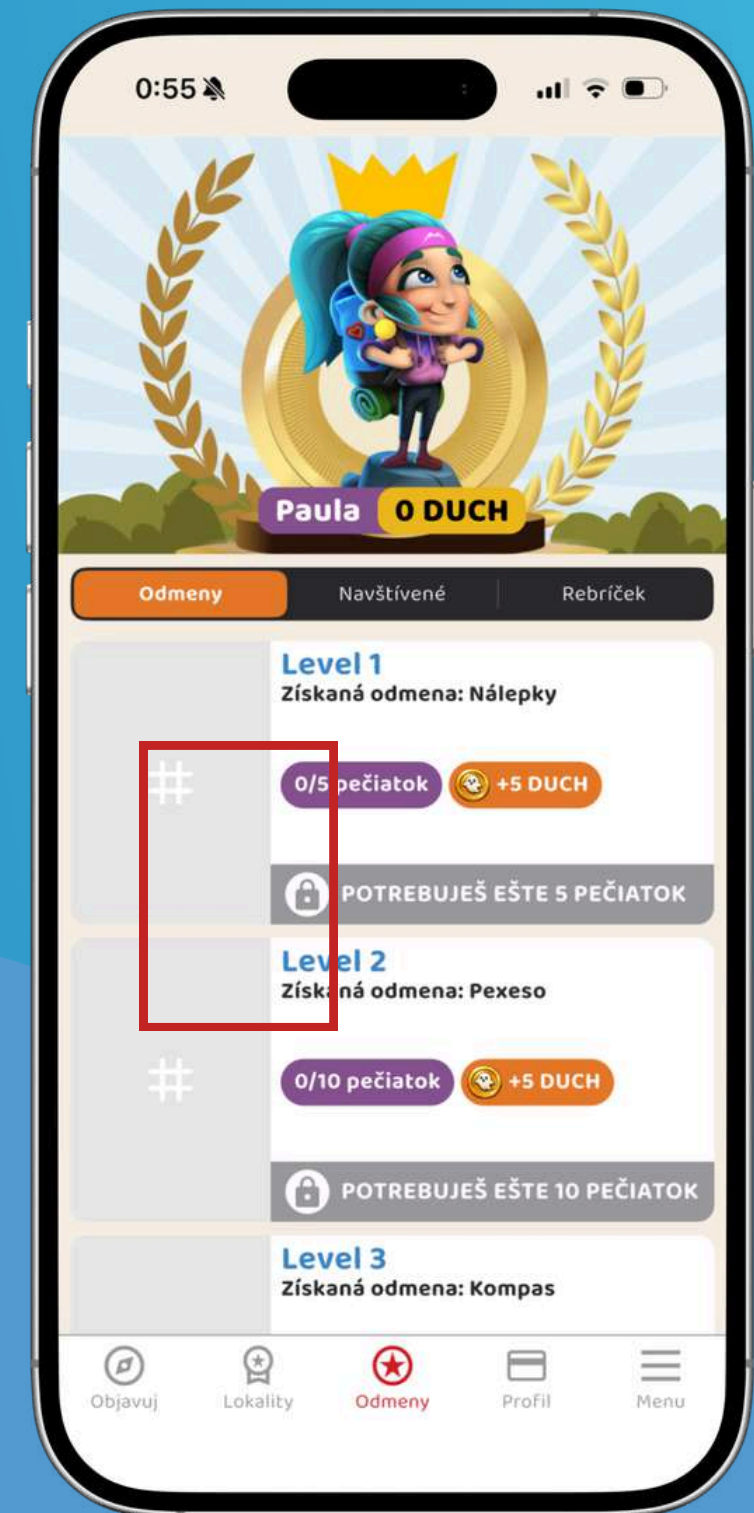 0:55
Paula 0 DUCH
Odmeny Navštívené Rebríček
Level 1
Získaná odmena: Nálepky
#
0/5 pečiatok +5 DUCH
POTREBUJEŠ EŠTE 5 PEČIATOK
Level 2
Získaná odmena: Pexeso
#
0/10 pečiatok +5 DUCH
POTREBUJEŠ EŠTE 10 PEČIATOK
Level 3
Získaná odmena: Kompas
Objavuj Lokality Odmeny Profil Menu